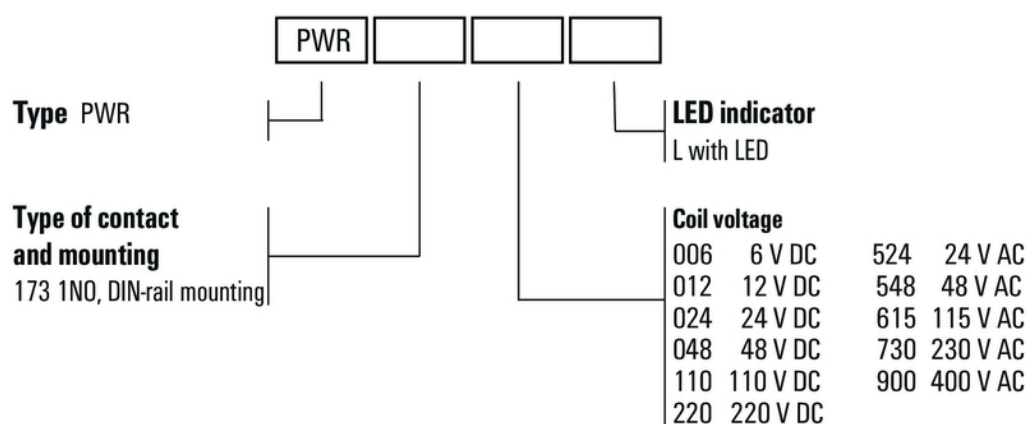 PWR
Type PWR
LED indicator
L with LED
Type of contact
and mounting
173 1NO, DIN-rail mounting
Coil voltage
006 6 V DC 524 24 V AC
012 12 V DC 548 48 V AC
024 24 V DC 615 115 V AC
048 48 V DC 730 230 V AC
110 110 V DC 900 400 V AC
220 220 V DC